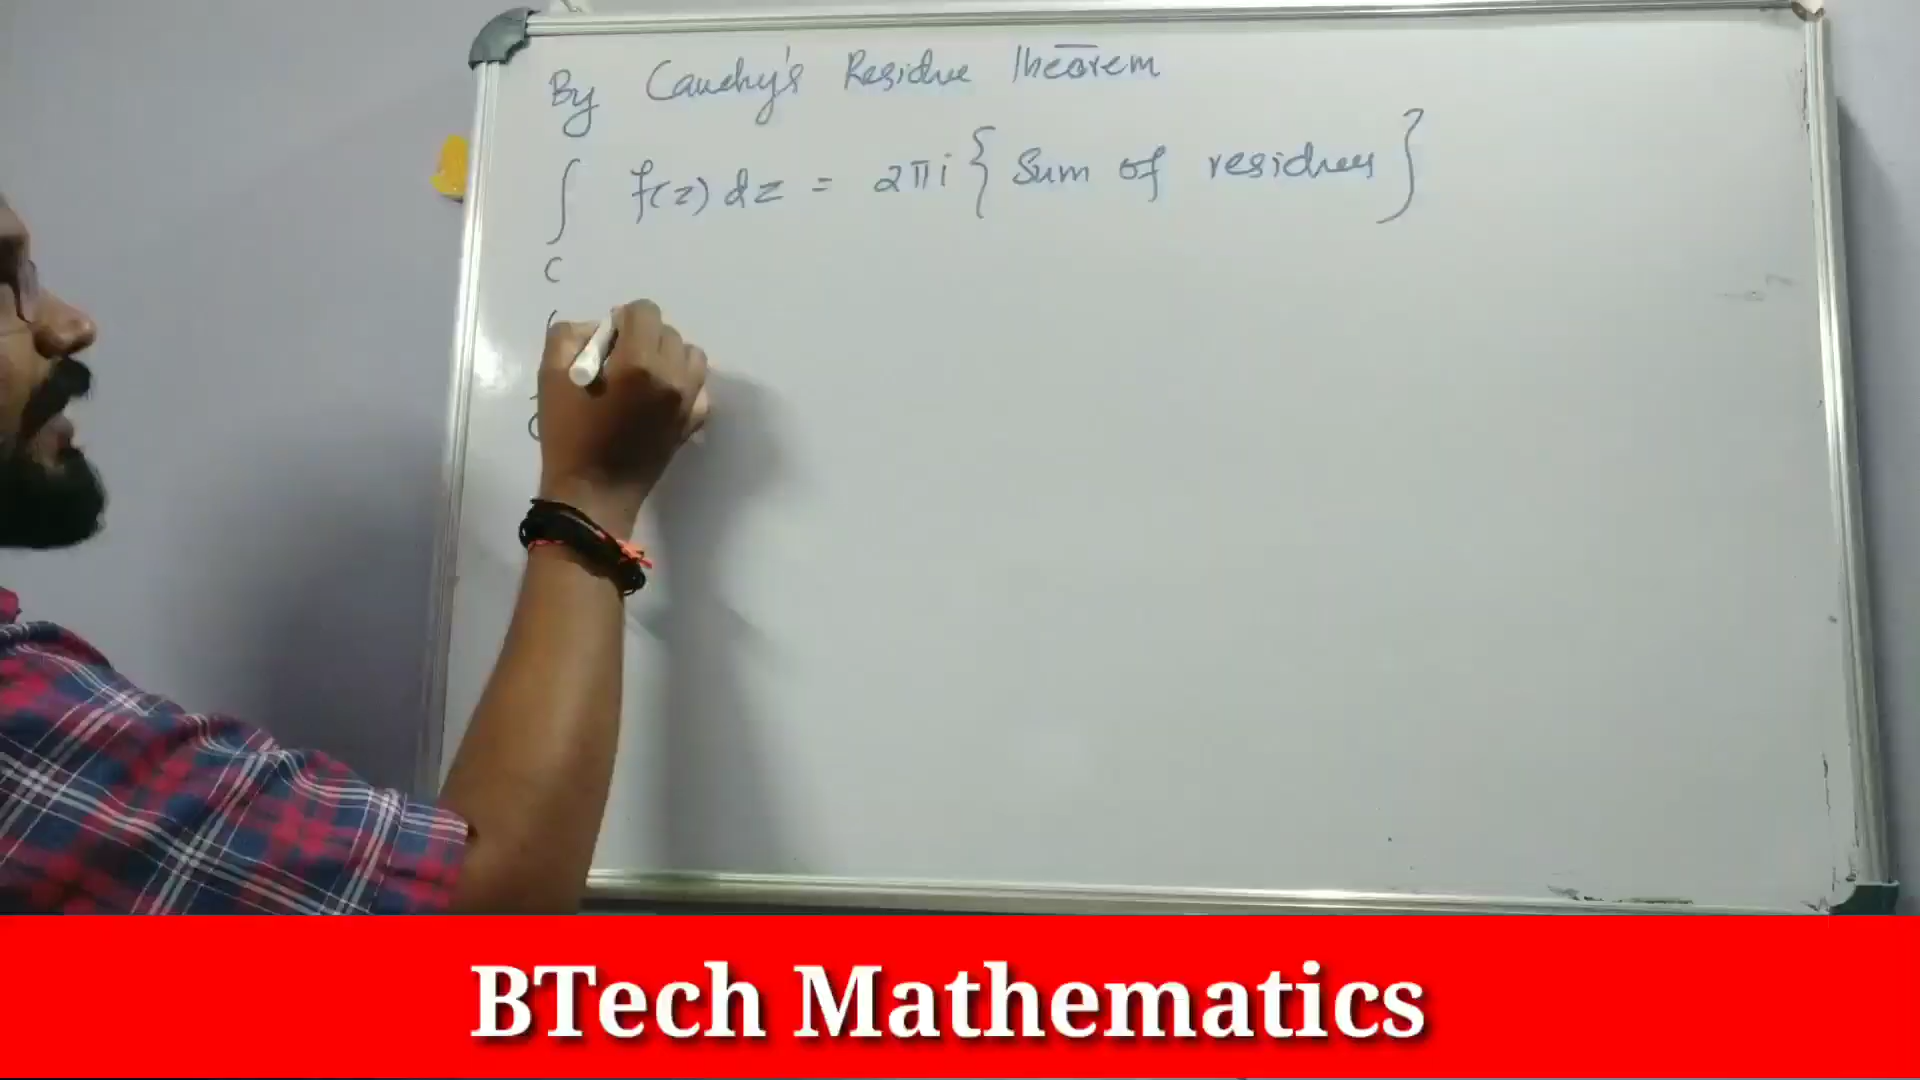 By Cauchy's Residue Theorem
∫ f(z) dz = 2πi { Sum of residues }
C
BTech Mathematics